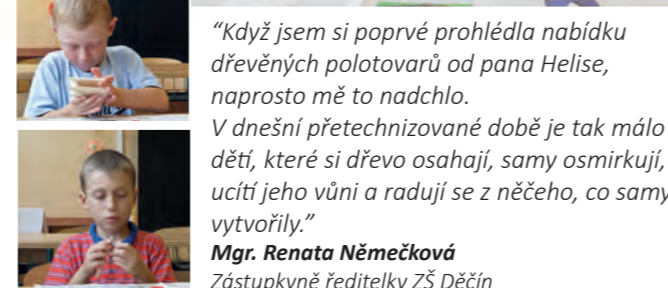 “Když jsem si poprvé prohlédla nabídku
dřevěných polotovarů od pana Helise,
naprosto mě to nadchlo.
V dnešní přetechnizované době je tak málo
dětí, které si dřevo osahají, samy osmirkují,
ucítí jeho vůni a radují se z něčeho, co samy
vytvořily.”
Mgr. Renata Němečková
Zástupkyně ředitelky ZŠ Děčín